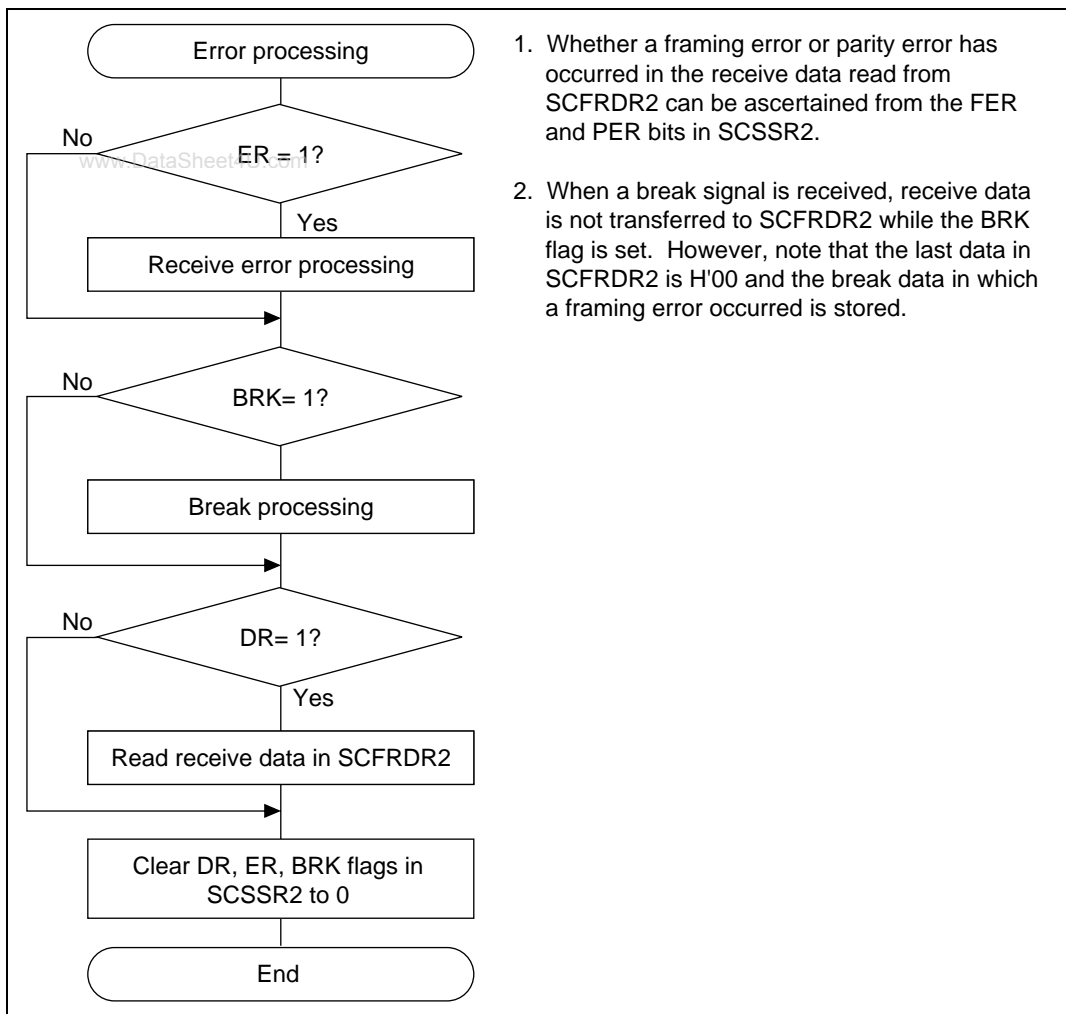 Error processing
No
www.DataSheet4U.com
ER = 1?
Yes
Receive error processing
No
BRK= 1?
Break processing
No
DR= 1?
Yes
Read receive data in SCFRDR2
Clear DR, ER, BRK flags in
SCSSR2 to 0
End
1. Whether a framing error or parity error has
occurred in the receive data read from
SCFRDR2 can be ascertained from the FER
and PER bits in SCSSR2.
2. When a break signal is received, receive data
is not transferred to SCFRDR2 while the BRK
flag is set. However, note that the last data in
SCFRDR2 is H'00 and the break data in which
a framing error occurred is stored.